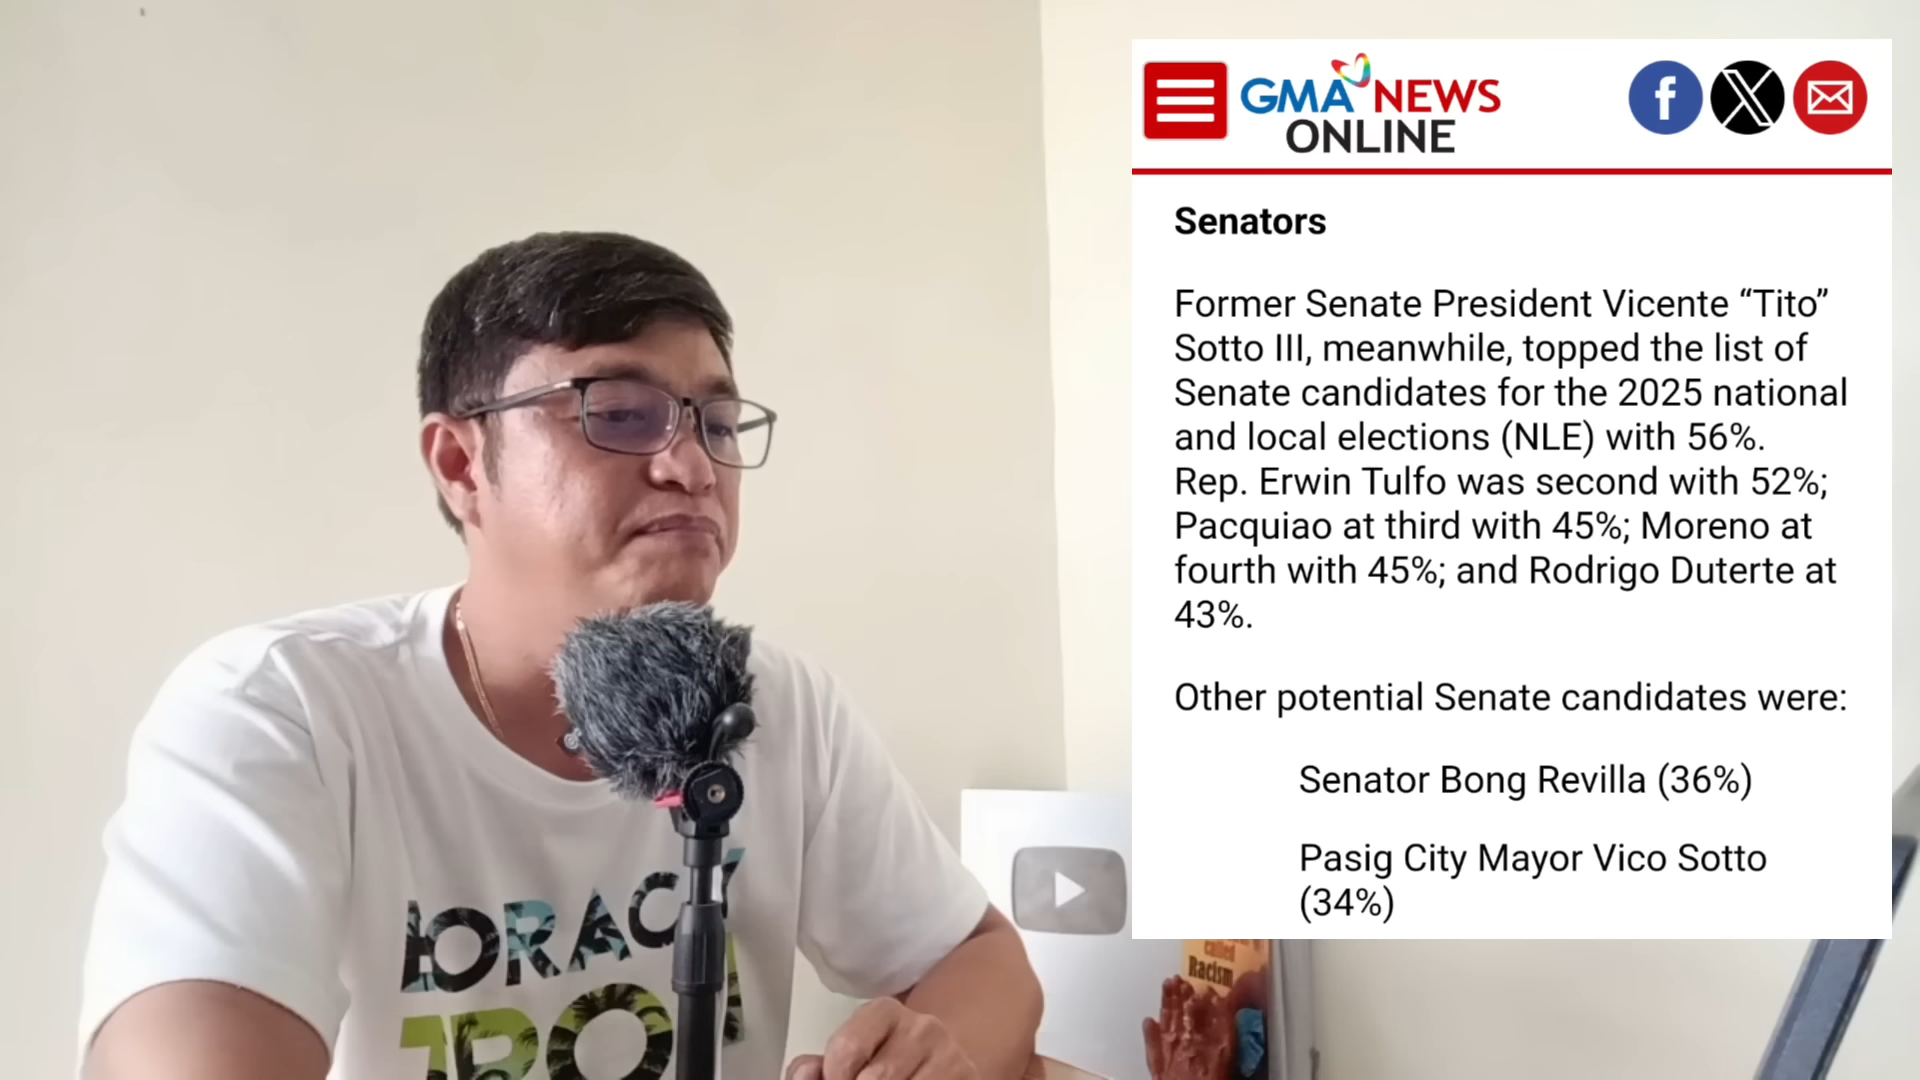 GMA NEWS
ONLINE
Senators
Former Senate President Vicente “Tito”
Sotto III, meanwhile, topped the list of
Senate candidates for the 2025 national
and local elections (NLE) with 56%.
Rep. Erwin Tulfo was second with 52%;
Pacquiao at third with 45%; Moreno at
fourth with 45%; and Rodrigo Duterte at
43%.
Other potential Senate candidates were:
Senator Bong Revilla (36%)
Pasig City Mayor Vico Sotto
(34%)
called
Racism